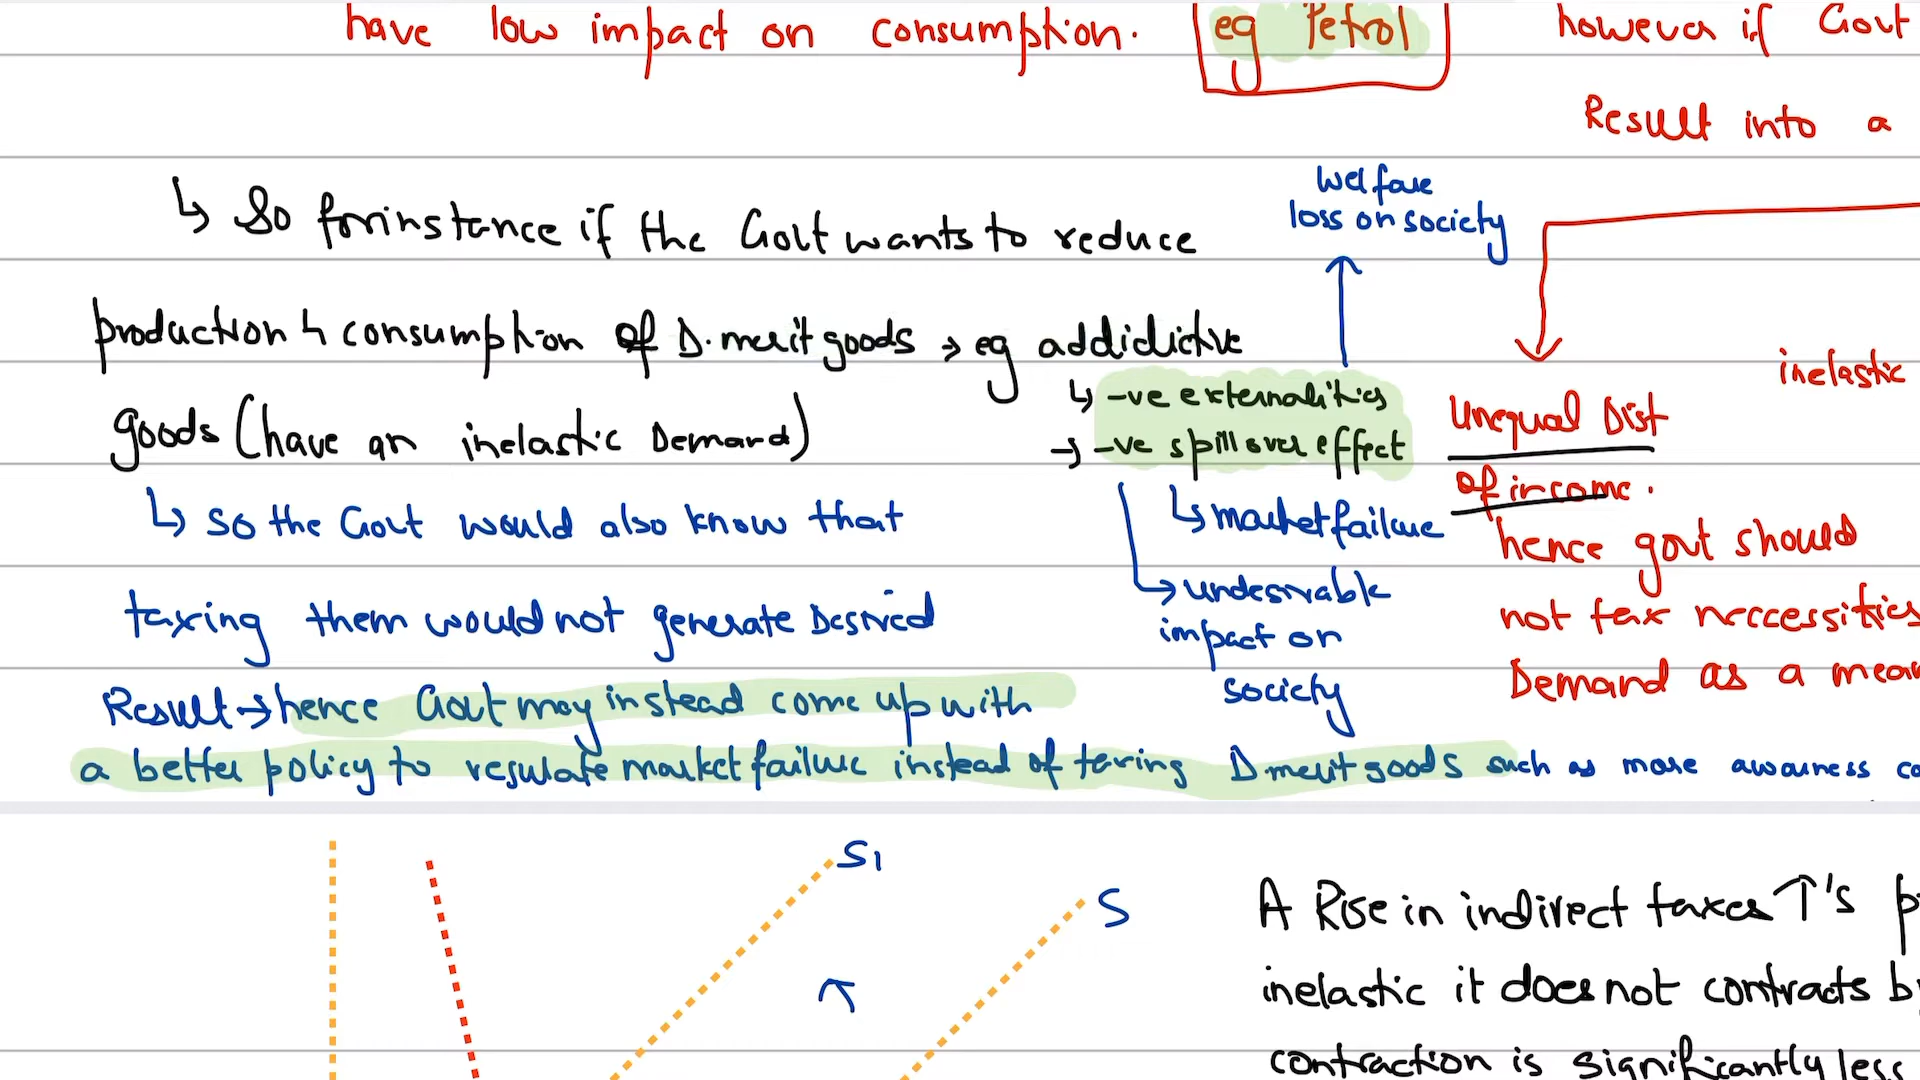 have low impact on consumption.
eg Petrol
however if Govt
Result into a
↳ So forinstance if the Govt wants to reduce
production & consumption of D.merit goods → eg addidictive
goods (have an inelastic Demand)
↳ -ve externalities
→ -ve spill over effect
welfare
loss on society
↳ market failure
→ undesirable
impact on
society
↳ so the Govt would also know that
taxing them would not generate Desired
Result → hence Govt may instead come up with
a better policy to regulate market failure instead of taxing D merit goods such as more awarness
inelastic
Unequal Dist
of income.
hence govt should
not tax neccessities
Demand as a
S1
S
A Rise in indirect taxes ↑'s
inelastic it does not contracts
contraction is significantly less